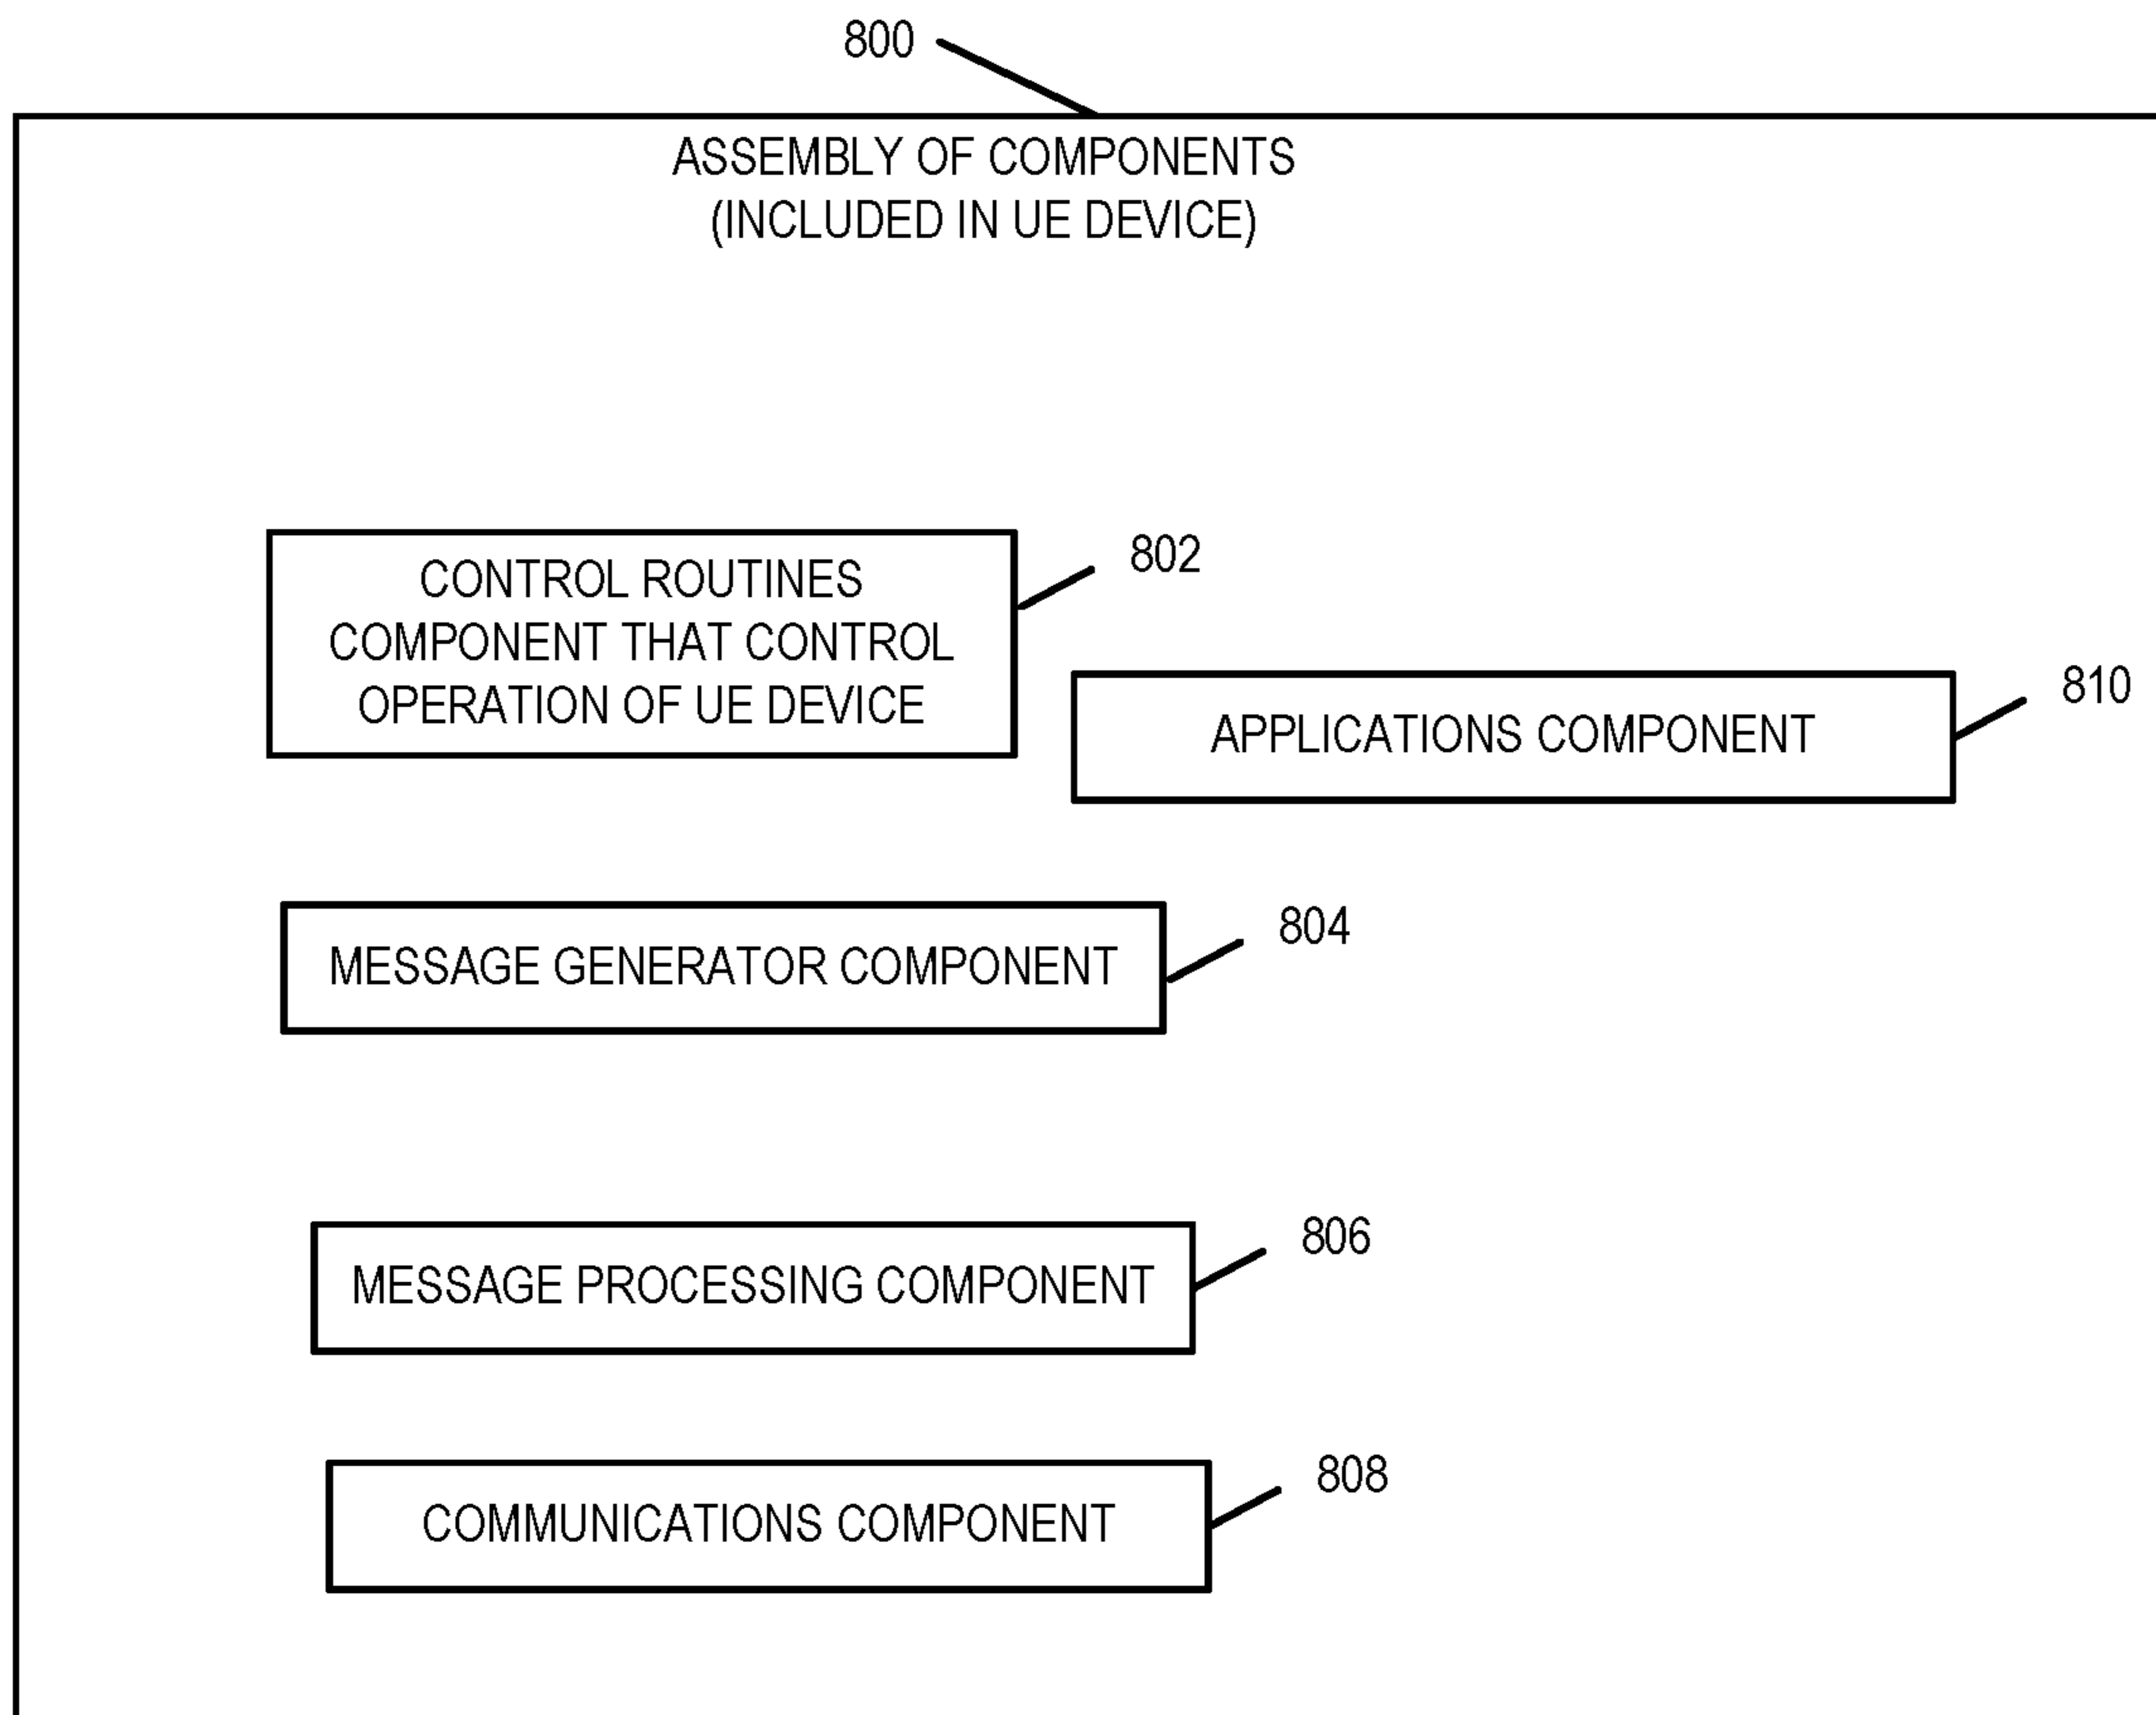 800
ASSEMBLY OF COMPONENTS
(INCLUDED IN UE DEVICE)
CONTROL ROUTINES
COMPONENT THAT CONTROL
OPERATION OF UE DEVICE
802
APPLICATIONS COMPONENT
810
MESSAGE GENERATOR COMPONENT
804
MESSAGE PROCESSING COMPONENT
806
COMMUNICATIONS COMPONENT
808